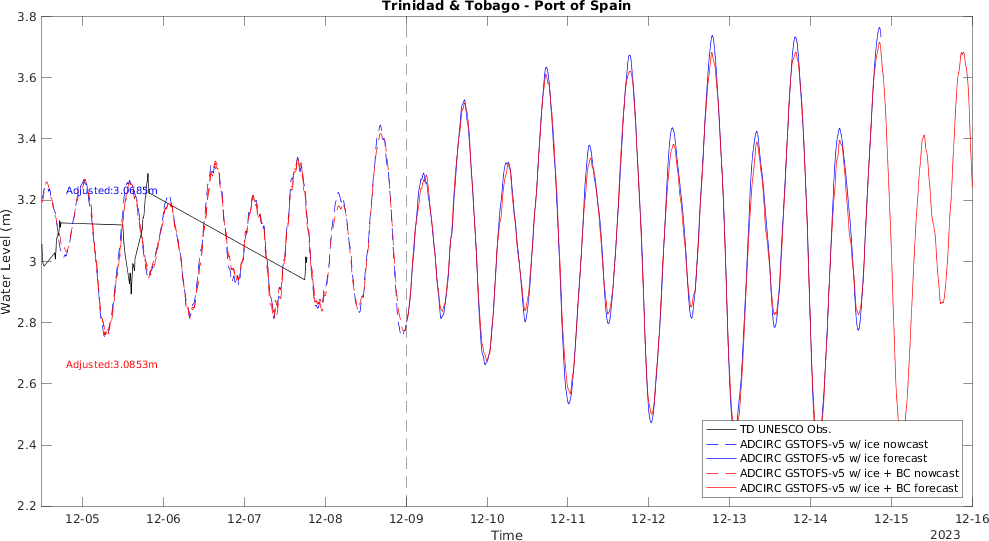 Trinidad & Tobago - Port of Spain
3.8
3.6
3.4
3.2
3
2.8
2.6
2.4
2.2
Water Level (m)
Adjusted:3.0685m
Adjusted:3.0853m
TD UNESCO Obs.
ADCIRC GSTOFS-v5 w/ ice nowcast
ADCIRC GSTOFS-v5 w/ ice forecast
ADCIRC GSTOFS-v5 w/ ice + BC nowcast
ADCIRC GSTOFS-v5 w/ ice + BC forecast
12-05 12-06 12-07 12-08 12-09 12-10 12-11 12-12 12-13 12-14 12-15 12-16
Time
2023